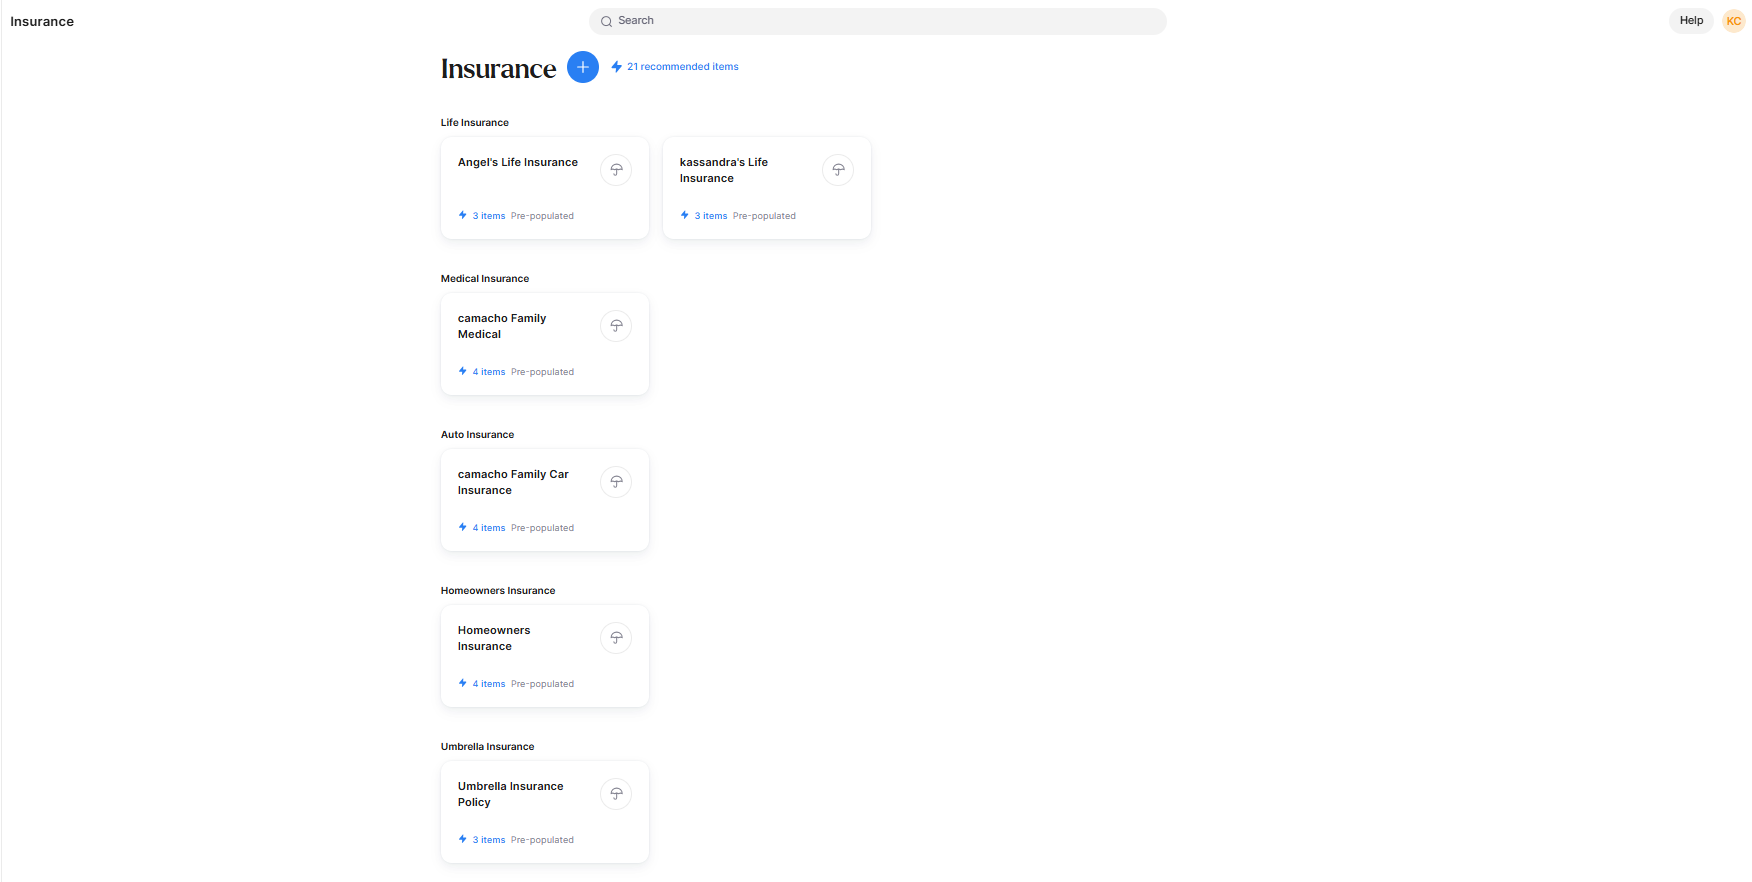 Insurance
Search
Help
KC
Insurance
21 recommended items
Life Insurance
Angel's Life Insurance
3 items Pre-populated
kassandra's Life
Insurance
3 items Pre-populated
Medical Insurance
camacho Family
Medical
4 items Pre-populated
Auto Insurance
camacho Family Car
Insurance
4 items Pre-populated
Homeowners Insurance
Homeowners
Insurance
4 items Pre-populated
Umbrella Insurance
Umbrella Insurance
Policy
3 items Pre-populated